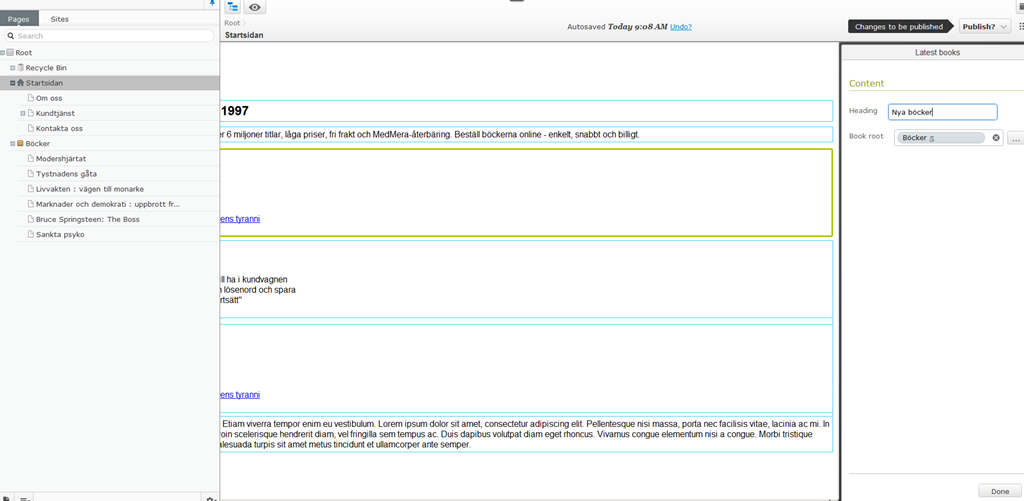 Pages Sites
Search
Root
Recycle Bin
Startsidan
Om oss
Kundtjänst
Kontakta oss
Böcker
Modershjärtat
Tystnadens gåta
Livvakten : vägen till monarke
Marknader och demokrati : uppbrott fr...
Bruce Springsteen: The Boss
Sankta psyko
Root
Startsidan
Autosaved Today 9:08 AM Undo?
Changes to be published
Publish?
1997
er 6 miljoner titlar, låga priser, fri frakt och MedMera-återbäring. Beställ böckerna online - enkelt, snabbt och billigt.
ens tyranni
ill ha i kundvagnen
n lösenord och spara
rtsätt"
ens tyranni
Etiam viverra tempor enim eu vestibulum. Lorem ipsum dolor sit amet, consectetur adipiscing elit. Pellentesque nisi massa, porta nec facilisis vitae, lacinia ac mi. In
oin scelerisque hendrerit diam, vel fringilla sem tempus ac. Duis dapibus volutpat diam eget rhoncus. Vivamus congue elementum nisi a congue. Morbi tristique
alesuada turpis sit amet metus tincidunt et ullamcorper ante semper.
Latest books
Content
Heading Nya böcker
Book root Böcker 5 ...
Done